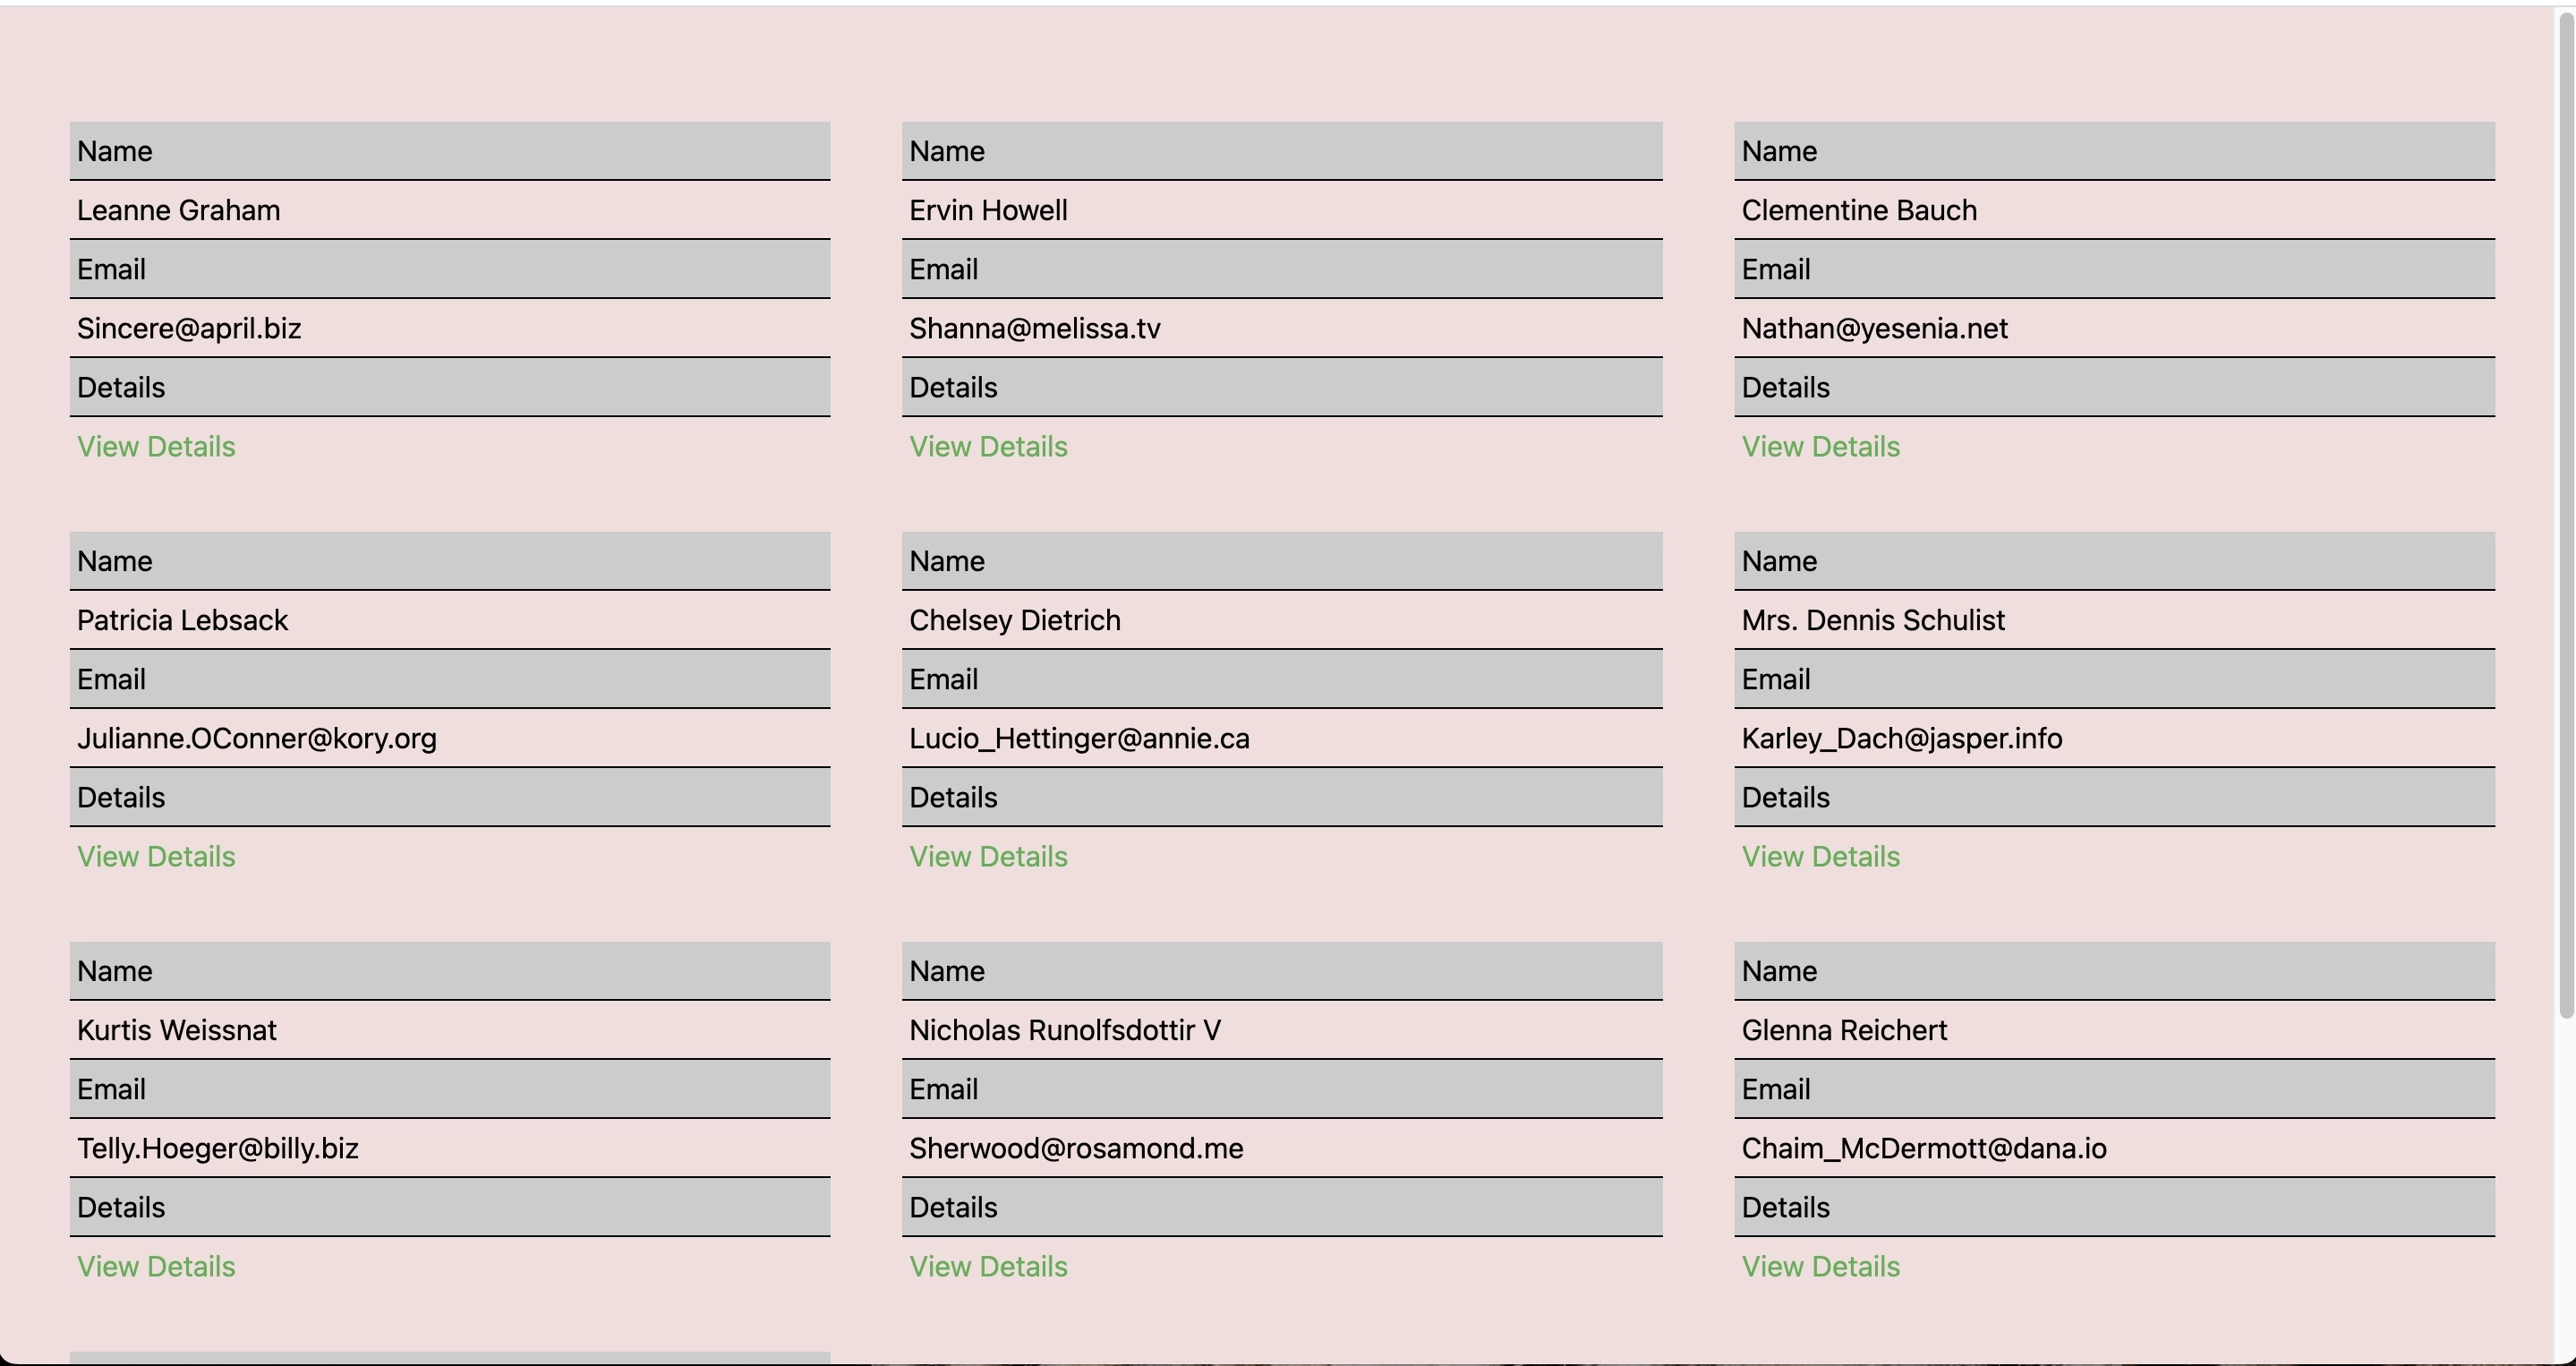 Name
Leanne Graham
Email
Sincere@april.biz
Details
View Details
Name
Ervin Howell
Email
Shanna@melissa.tv
Details
View Details
Name
Clementine Bauch
Email
Nathan@yesenia.net
Details
View Details
Name
Patricia Lebsack
Email
Julianne.OConner@kory.org
Details
View Details
Name
Chelsey Dietrich
Email
Lucio_Hettinger@annie.ca
Details
View Details
Name
Mrs. Dennis Schulist
Email
Karley_Dach@jasper.info
Details
View Details
Name
Kurtis Weissnat
Email
Telly.Hoeger@billy.biz
Details
View Details
Name
Nicholas Runolfsdottir V
Email
Sherwood@rosamond.me
Details
View Details
Name
Glenna Reichert
Email
Chaim_McDermott@dana.io
Details
View Details